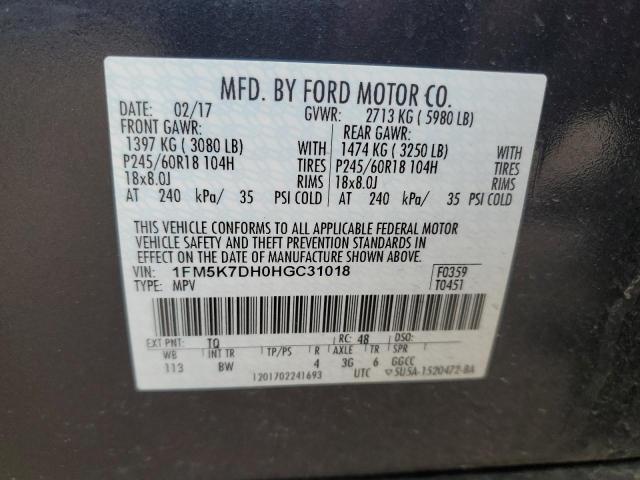 MFD. BY FORD MOTOR CO.
DATE: 02/17 GVWR: 2713 KG ( 5980 LB)
FRONT GAWR: REAR GAWR:
1397 KG ( 3080 LB) WITH 1474 KG ( 3250 LB) WITH
P245/60R18 104H TIRES P245/60R18 104H TIRES
18x8.0J RIMS 18x8.0J RIMS
AT 240 kPa/ 35 PSI COLD AT 240 kPa/ 35 PSI COLD
THIS VEHICLE CONFORMS TO ALL APPLICABLE FEDERAL MOTOR
VEHICLE SAFETY AND THEFT PREVENTION STANDARDS IN
EFFECT ON THE DATE OF MANUFACTURE SHOWN ABOVE.
VIN: 1FM5K7DH0HGC31018 F0359
TYPE: MPV T0451
EXT PNT: TQ RC: 48 DSO:
WB INT TR TP/PS R AXLE TR SPR
113 BW 4 3G 6 GGCC
1201702241693 UTC ▽5U5A-1520472-BA